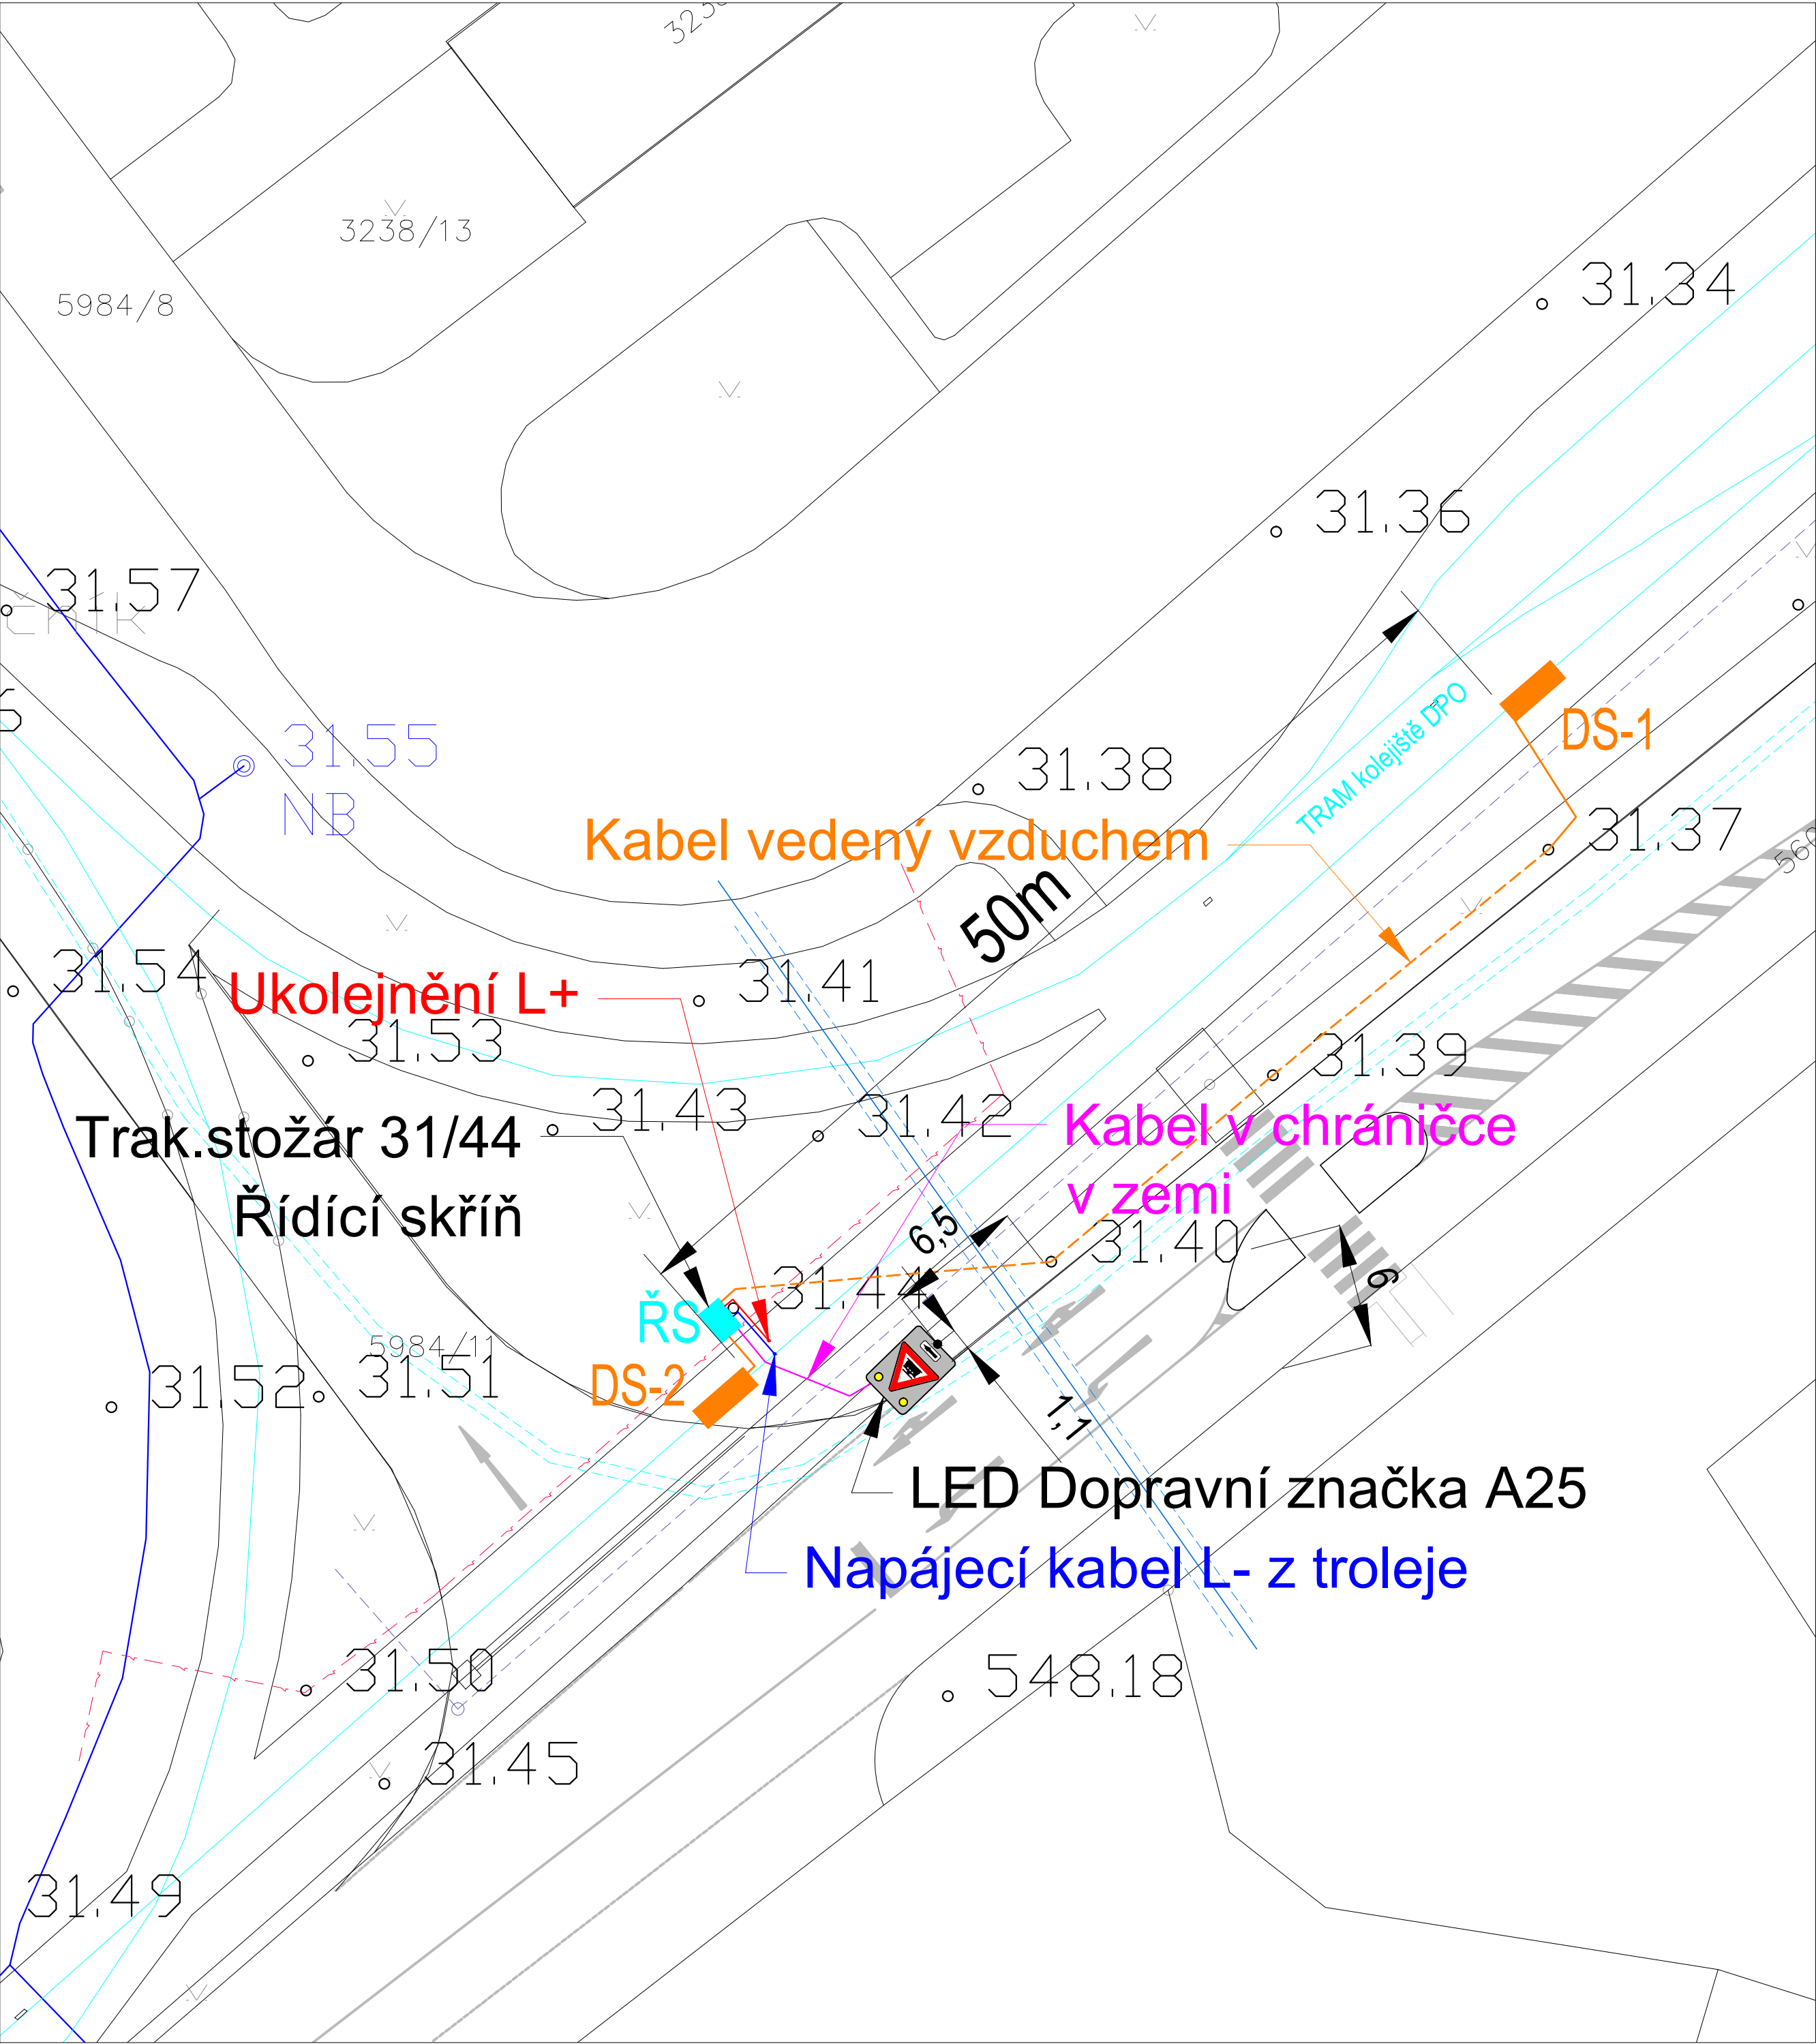 3238/13
5984/8
31.34
31.36
31.57
31.55
NB
31.38
TRAM kolejiště DPO
DS-1
31.37
Kabel vedený vzduchem
50m
31.54
Ukolejnění L+
31.41
31.53
31.39
31.43
31.42
Trak.stožár 31/44
Řídící skříň
Kabel v chráničce
v zemi
6,5
31.40
31.44
6
ŘS
5984/11
31.52
31.51
DS-2
1,1
LED Dopravní značka A25
Napájecí kabel L- z troleje
31.50
548.18
31.45
31.49